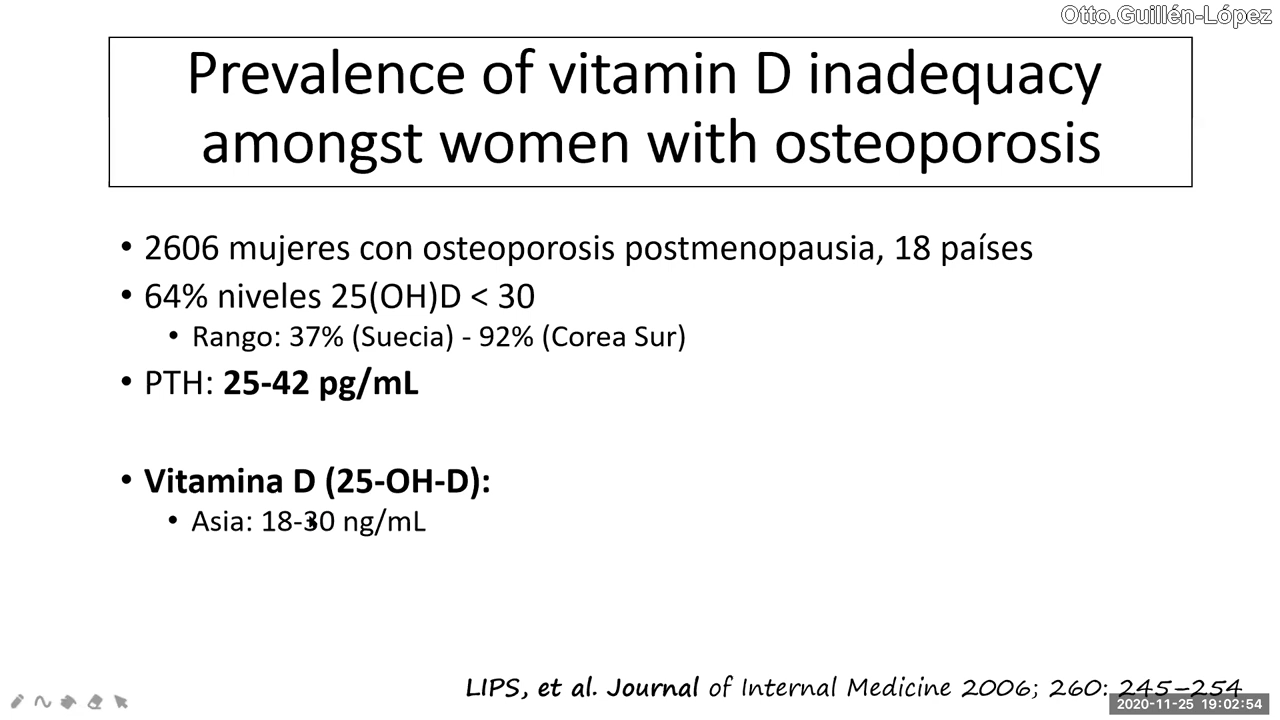 Otto.Guillén-López
Prevalence of vitamin D inadequacy
amongst women with osteoporosis
• 2606 mujeres con osteoporosis postmenopausia, 18 países
• 64% niveles 25(OH)D < 30
• Rango: 37% (Suecia) - 92% (Corea Sur)
• PTH: 25-42 pg/mL
• Vitamina D (25-OH-D):
• Asia: 18-30 ng/mL
LIPS, et al. Journal of Internal Medicine 2006; 260: 245–254
2020-11-25 19:02:54